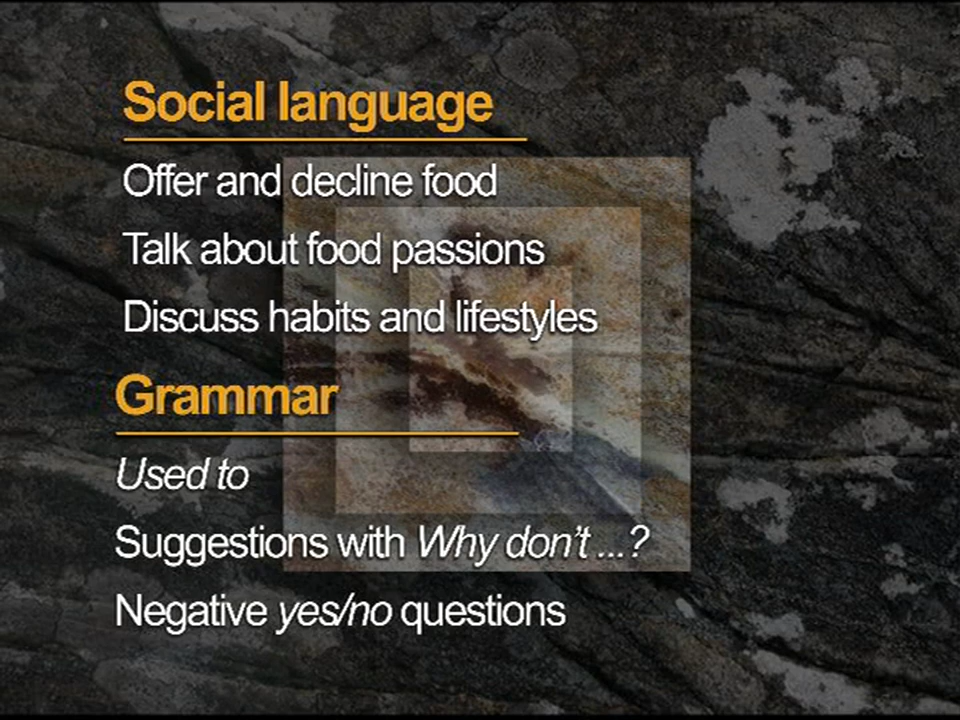 Social language
Offer and decline food
Talk about food passions
Discuss habits and lifestyles
Grammar
Used to
Suggestions with Why don't ...?
Negative yes/no questions